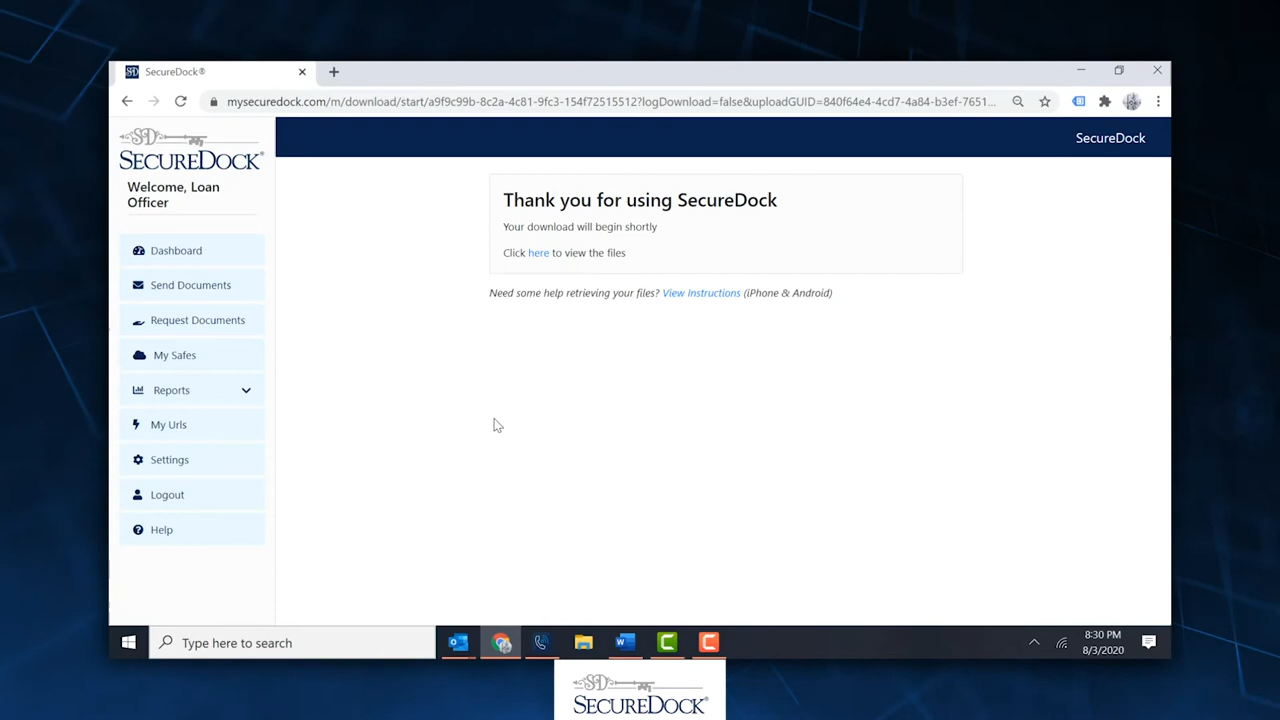 SecureDock®
mysecuredock.com/m/download/start/a9f9c99b-8c2a-4c81-9fc3-154f72515512?logDownload=false&uploadGUID=840f64e4-4cd7-4a84-b3ef-7651...
SD
SECUREDOCK®
Welcome, Loan
Officer
Dashboard
Send Documents
Request Documents
My Safes
Reports
My Urls
Settings
Logout
Help
SecureDock
Thank you for using SecureDock
Your download will begin shortly
Click here to view the files
Need some help retrieving your files? View Instructions (iPhone & Android)
Type here to search
8:30 PM
8/3/2020
SD
SECUREDOCK®